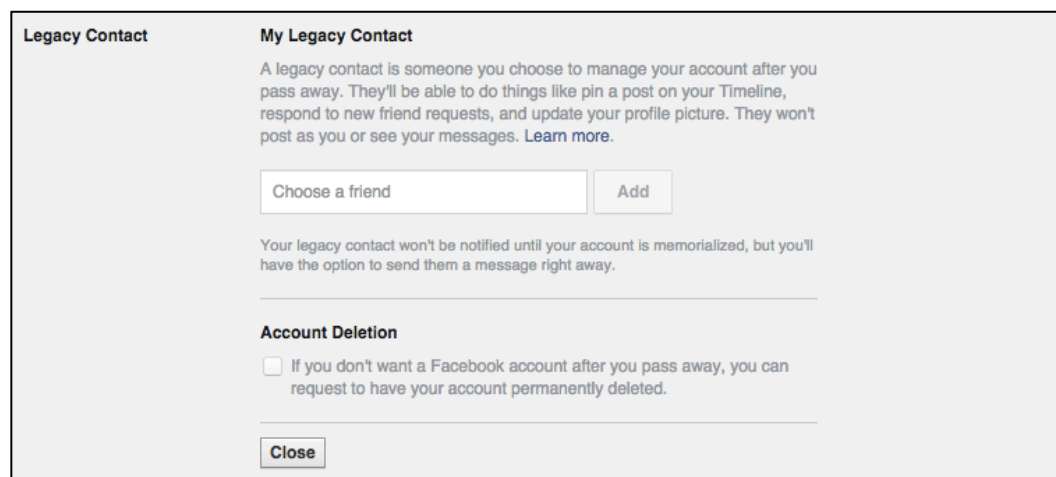 Legacy Contact
My Legacy Contact
A legacy contact is someone you choose to manage your account after you
pass away. They'll be able to do things like pin a post on your Timeline,
respond to new friend requests, and update your profile picture. They won't
post as you or see your messages. Learn more.
Choose a friend
Add
Your legacy contact won't be notified until your account is memorialized, but you'll
have the option to send them a message right away.
Account Deletion
If you don't want a Facebook account after you pass away, you can
request to have your account permanently deleted.
Close